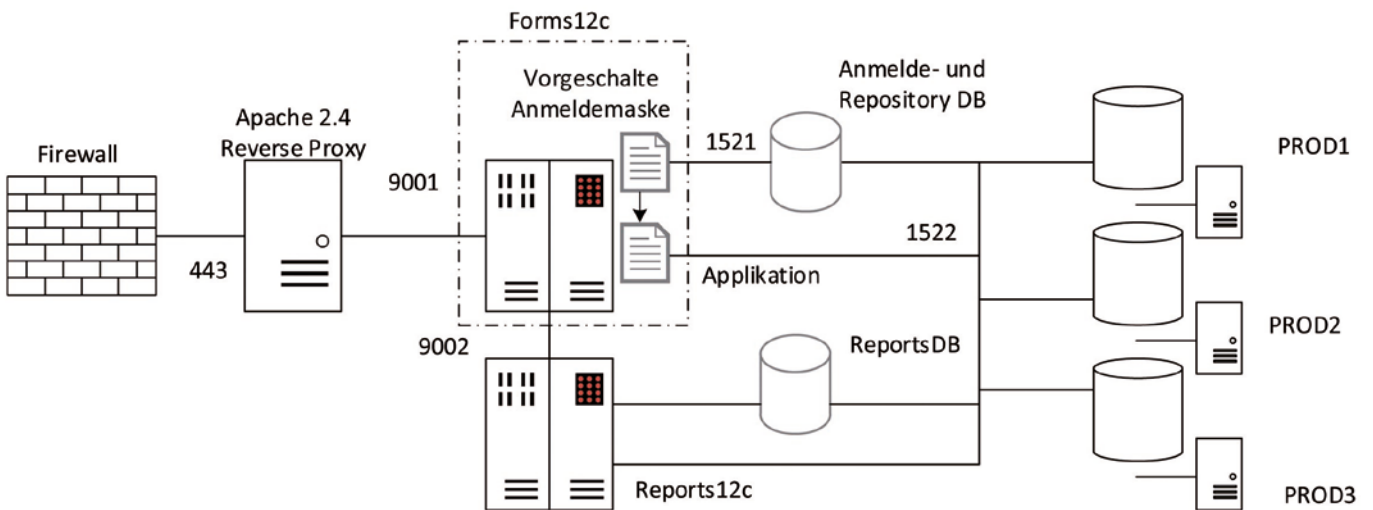 Forms12c
Vorgeschalte
Anmeldemaske
Anmelde- und
Repository DB
Apache 2.4
Reverse Proxy
Firewall
1521
PROD1
9001
443
1522
Applikation
9002
ReportsDB
PROD2
Reports12c
PROD3